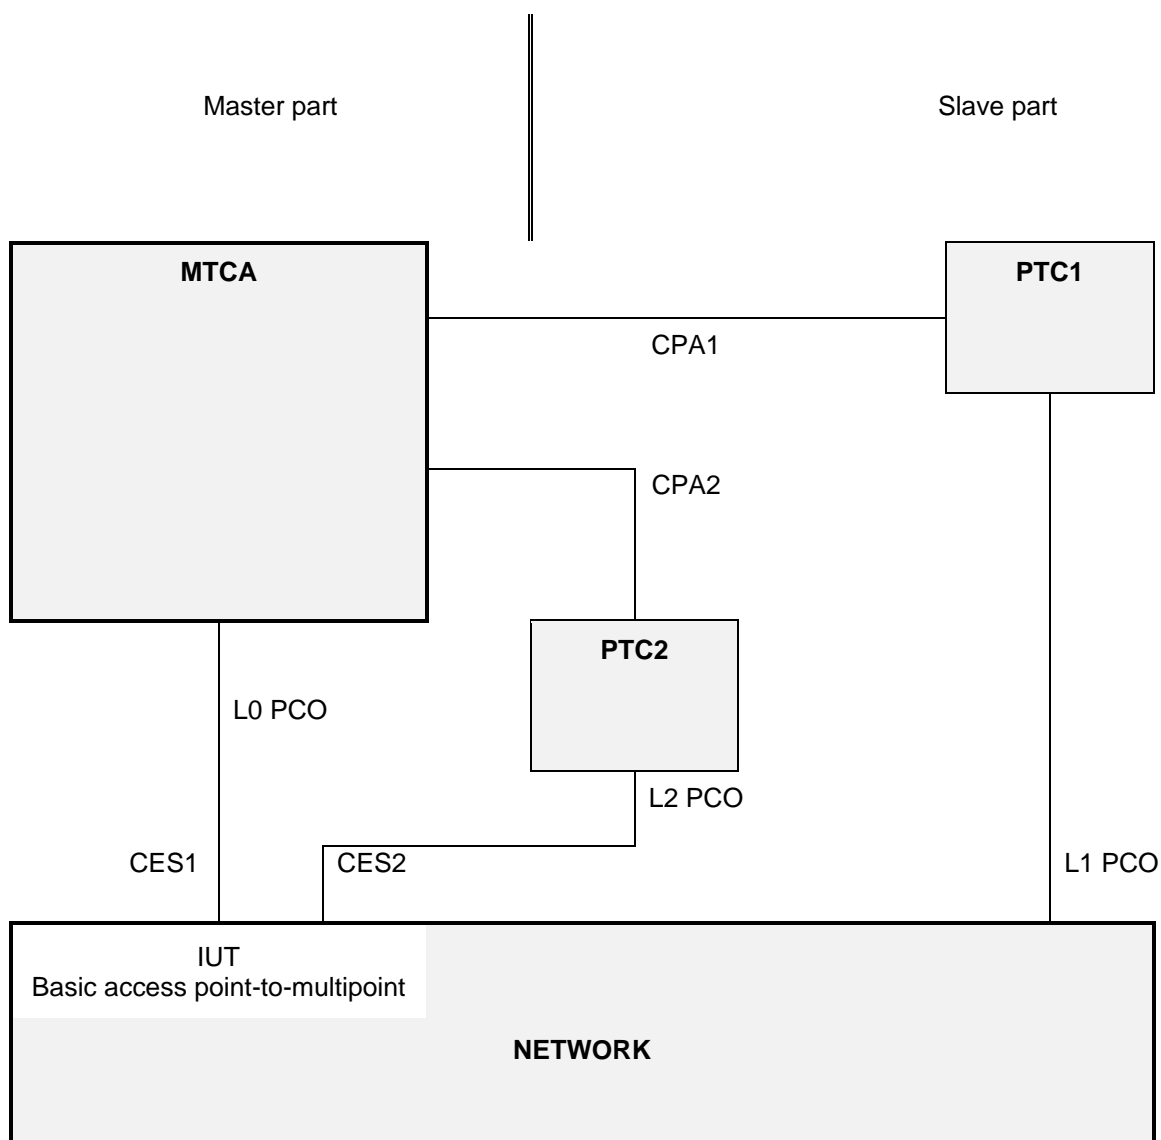 Master part
Slave part
MTCA
PTC1
CPA1
CPA2
PTC2
L0 PCO
L2 PCO
CES1
CES2
L1 PCO
IUT
Basic access point-to-multipoint
NETWORK